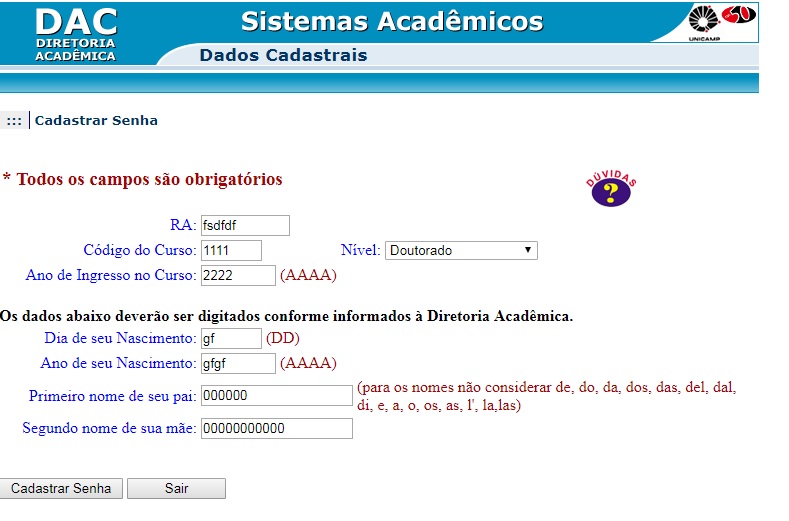 DAC
DIRETORIA
ACADÊMICA
Sistemas Acadêmicos
UNICAMP
50
Dados Cadastrais
::: Cadastrar Senha
* Todos os campos são obrigatórios
DÚVIDAS
?
RA: fsdfdf
Código do Curso: 1111 Nível: Doutorado
Ano de Ingresso no Curso: 2222 (AAAA)
Os dados abaixo deverão ser digitados conforme informados à Diretoria Acadêmica.
Dia de seu Nascimento: gf (DD)
Ano de seu Nascimento: gfgf (AAAA)
Primeiro nome de seu pai: 000000 (para os nomes não considerar de, do, da, dos, das, del, dal,
di, e, a, o, os, as, l', la,las)
Segundo nome de sua mãe: 00000000000
Cadastrar Senha Sair